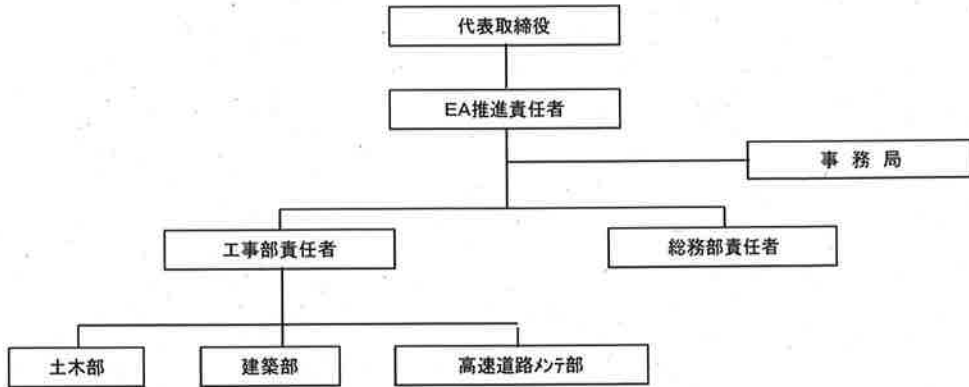 代表取締役
EA推進責任者
事 務 局
工事部責任者
総務部責任者
土木部
建築部
高速道路ﾒﾝﾃ部